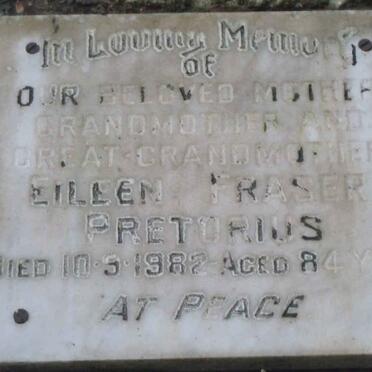 In Loving Memory
OF
OUR BELOVED MOTHER
GRANDMOTHER AND
GREAT-GRANDMOTHER
EILEEN FRASER
PRETORIUS
DIED 10-9-1982 AGED 84 Y
AT PEACE